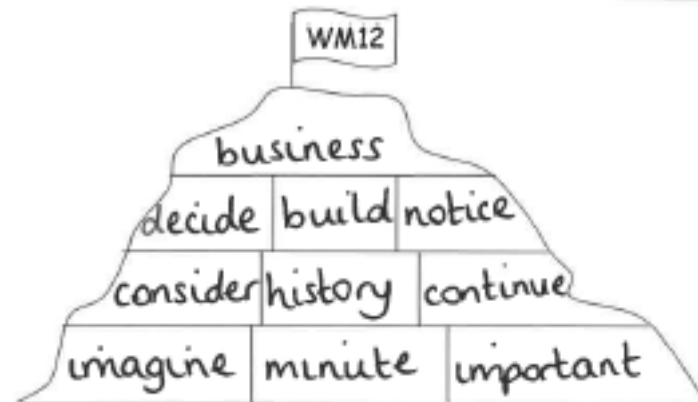 WM12
business
decide build notice
consider history continue
imagine minute important